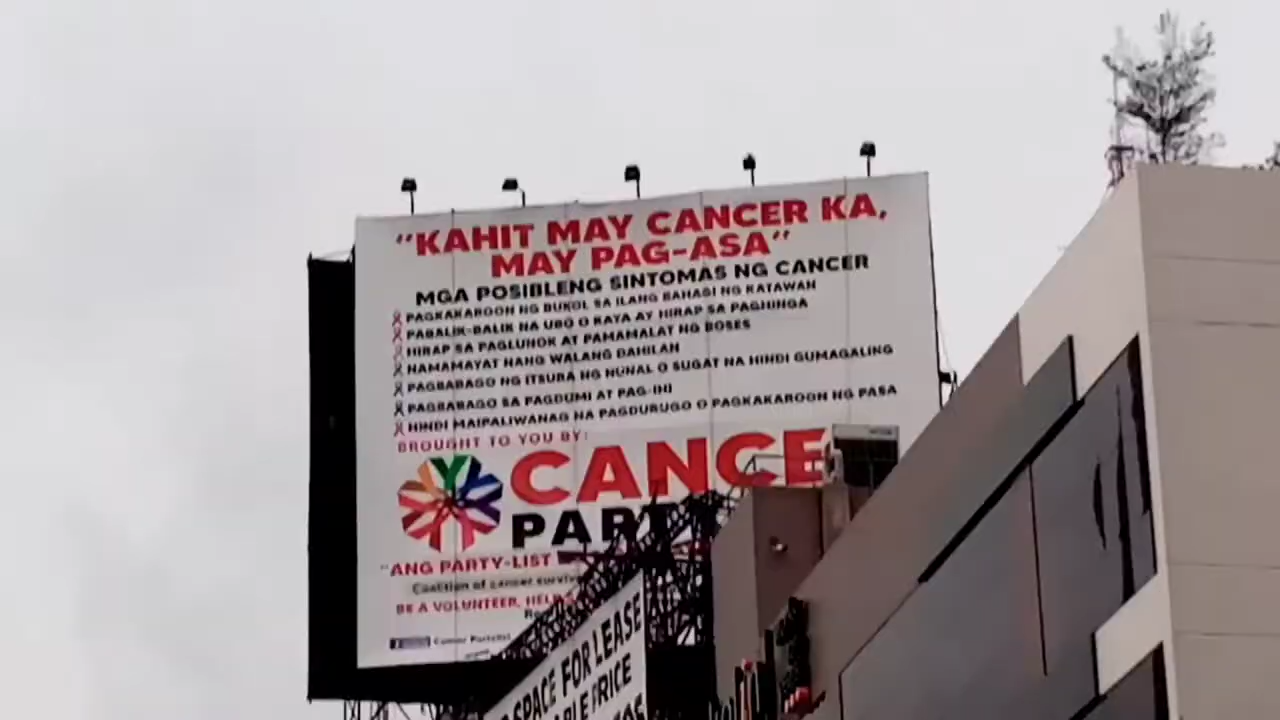 “KAHIT MAY CANCER KA,
MAY PAG-ASA”
MGA POSIBLENG SINTOMAS NG CANCER
PAGKAKAROON NG BUKOL SA ILANG BAHAGI NG KATAWAN
PABALIK-BALIK NA UBO O KAYA AY HIRAP SA PAGHINGA
HIRAP SA PAGLUNOK AT PAMAMALAT NG BOSES
NAMAMAYAT NANG WALANG DAHILAN
PAGBABAGO NG ITSURA NG NUNAL O SUGAT NA HINDI GUMAGALING
PAGBABAGO SA PAGDUMI AT PAG-IHI
HINDI MAIPALIWANAG NA PAGDURUGO O PAGKAKAROON NG PASA
BROUGHT TO YOU BY:
CANCE
PART
“ANG PARTY-LIST
Coalition of cancer surviv
BE A VOLUNTEER, HEL
SPACE FOR LEASE
BLE PRICE